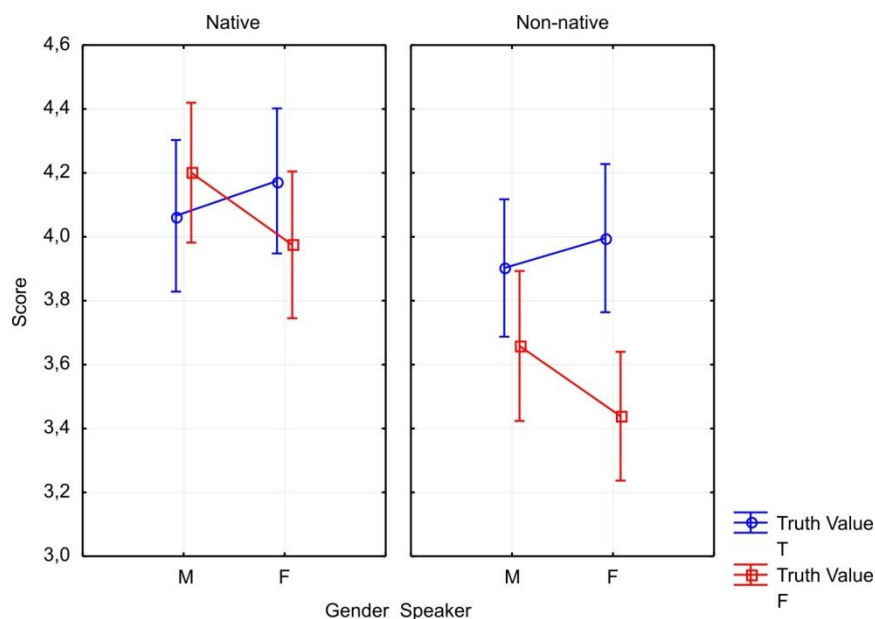 Native Non-native
Score
4,6
4,4
4,2
4,0
3,8
3,6
3,4
3,2
3,0
M F M F
Gender Speaker
Truth Value
T
Truth Value
F